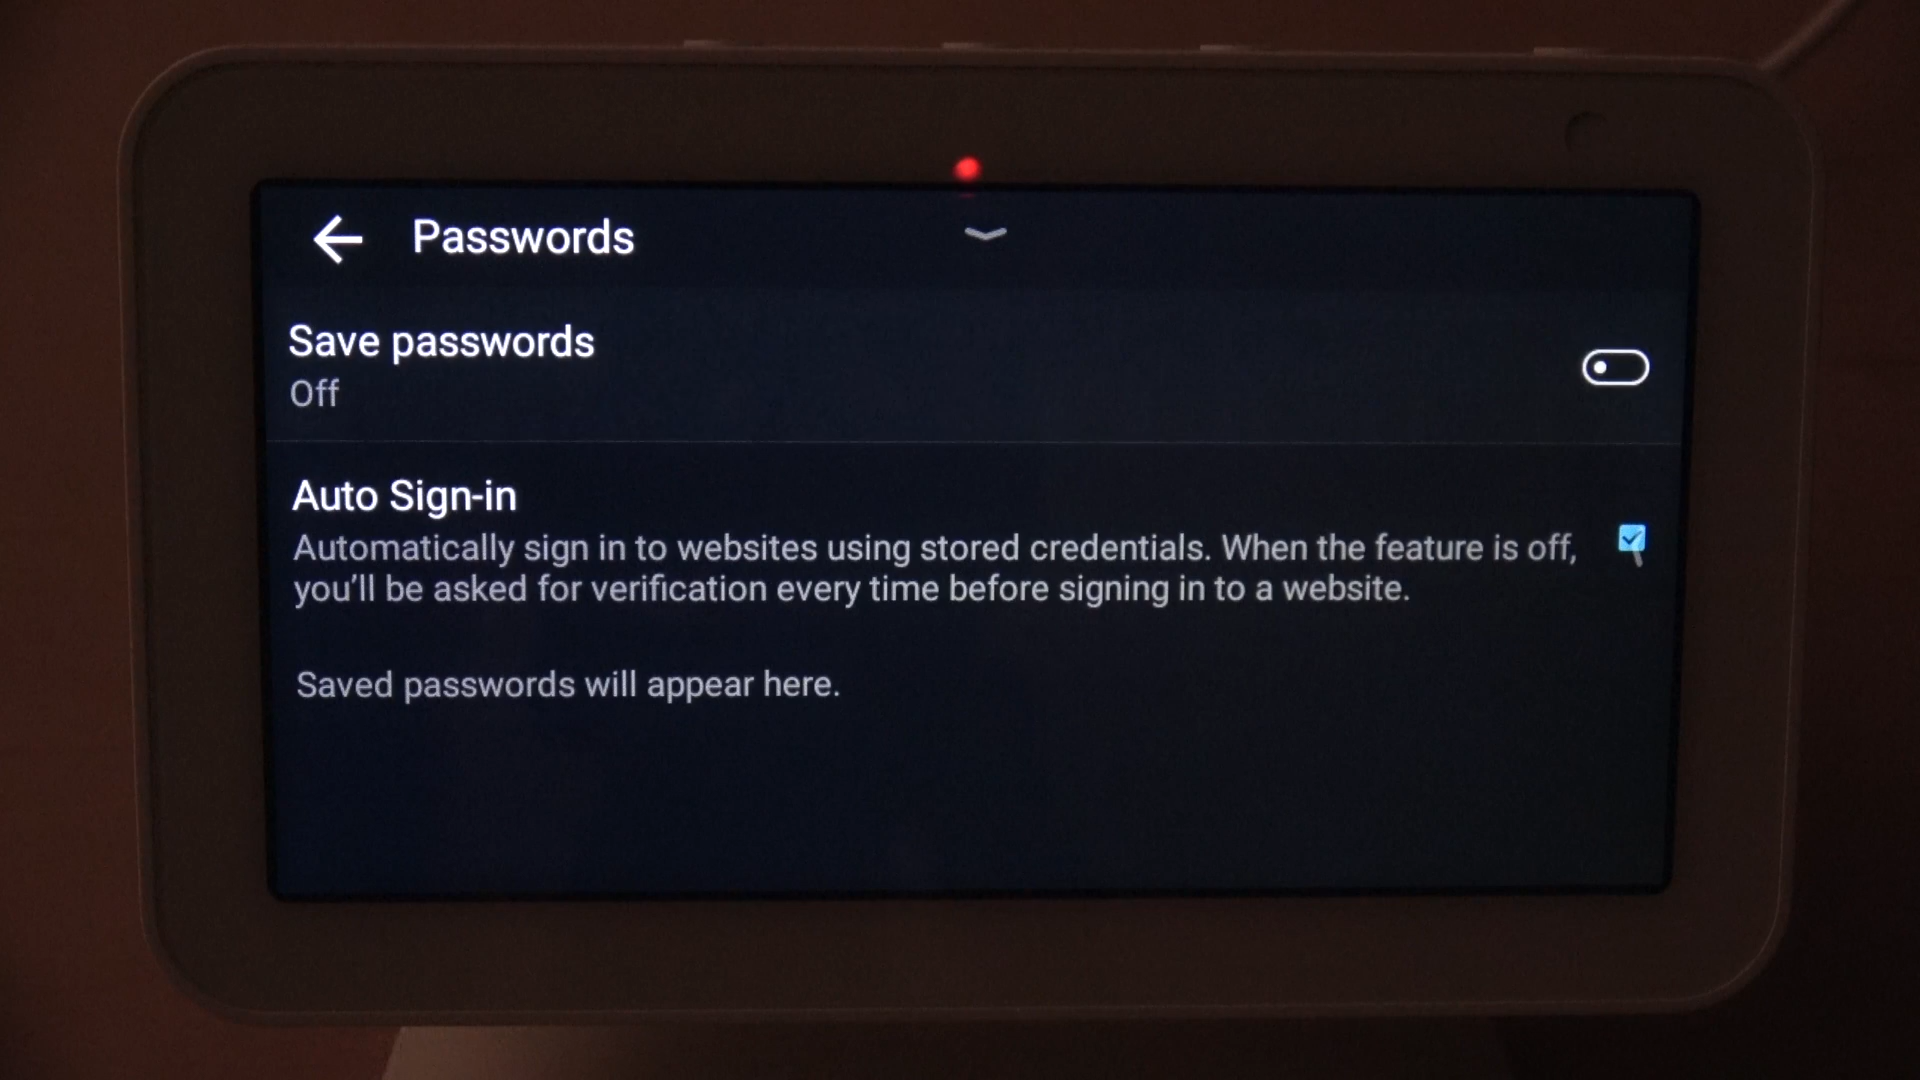 Passwords
Save passwords
Off
Auto Sign-in
Automatically sign in to websites using stored credentials. When the feature is off,
you’ll be asked for verification every time before signing in to a website.
Saved passwords will appear here.